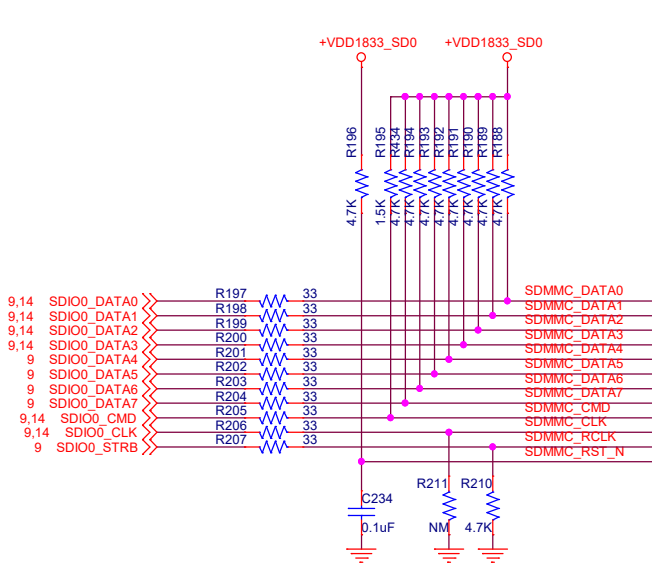 +VDD1833_SD0
+VDD1833_SD0
R196
R195
R434
R194
R193
R192
R191
R190
R189
R188
4.7K
1.5K
4.7K
4.7K
4.7K
4.7K
4.7K
4.7K
4.7K
9,14 SDIO0_DATA0 R197 33 SDMMC_DATA0
9,14 SDIO0_DATA1 R198 33 SDMMC_DATA1
9,14 SDIO0_DATA2 R199 33 SDMMC_DATA2
9,14 SDIO0_DATA3 R200 33 SDMMC_DATA3
9 SDIO0_DATA4 R201 33 SDMMC_DATA4
9 SDIO0_DATA5 R202 33 SDMMC_DATA5
9 SDIO0_DATA6 R203 33 SDMMC_DATA6
9 SDIO0_DATA7 R204 33 SDMMC_DATA7
9,14 SDIO0_CMD R205 33 SDMMC_CMD
9,14 SDIO0_CLK R206 33 SDMMC_CLK
9 SDIO0_STRB R207 33 SDMMC_RCLK
SDMMC_RST_N
R211 R210
C234
0.1uF NM 4.7K